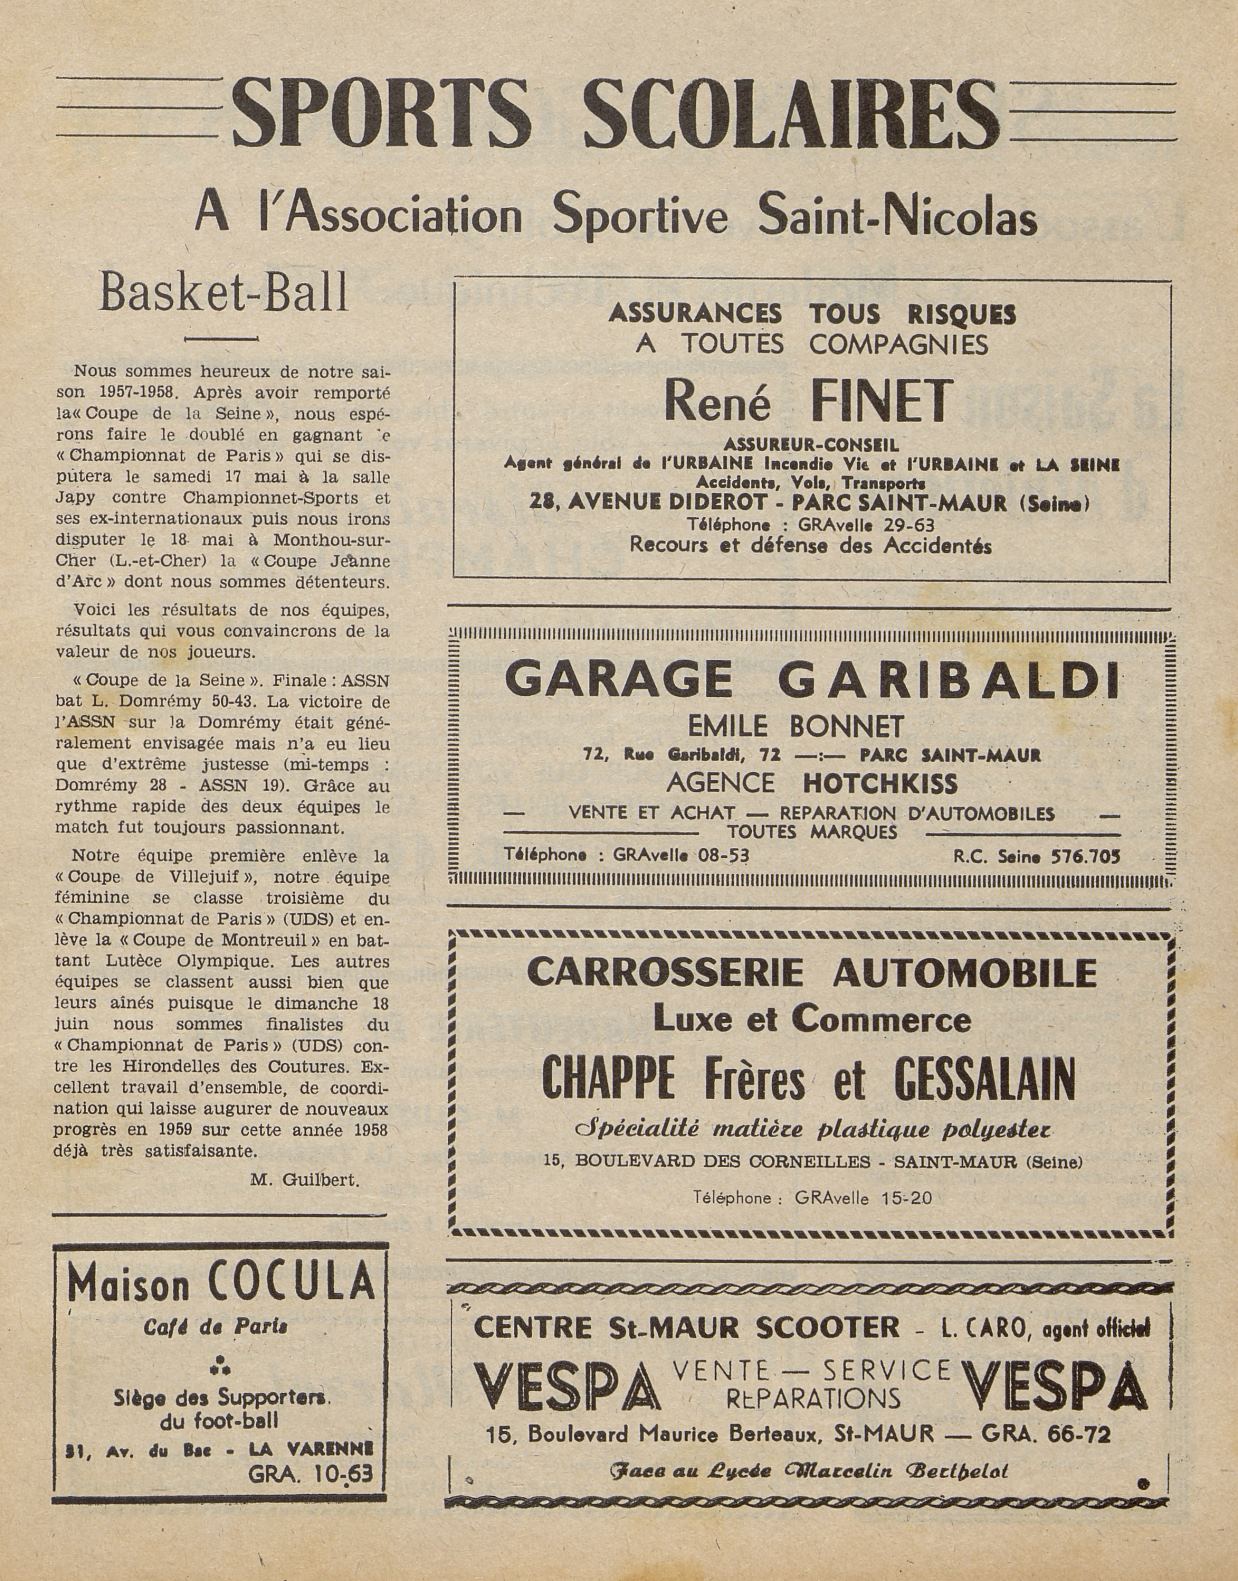 SPORTS SCOLAIRES
A l'Association Sportive Saint-Nicolas
Basket-Ball
Nous sommes heureux de notre sai-
son 1957-1958. Après avoir remporté
la« Coupe de la Seine », nous espé-
rons faire le doublé en gagnant 'e
« Championnat de Paris » qui se dis-
putera le samedi 17 mai à la salle
Japy contre Championnet-Sports et
ses ex-internationaux puis nous irons
disputer le 18 mai à Monthou-sur-
Cher (L.-et-Cher) la « Coupe Jeanne
d'Arc » dont nous sommes détenteurs.
Voici les résultats de nos équipes,
résultats qui vous convaincrons de la
valeur de nos joueurs.
« Coupe de la Seine ». Finale : ASSN
bat L. Domrémy 50-43. La victoire de
l'ASSN sur la Domrémy était géné-
ralement envisagée mais n'a eu lieu
que d'extrême justesse (mi-temps :
Domrémy 28 - ASSN 19). Grâce au
rythme rapide des deux équipes le
match fut toujours passionnant.
Notre équipe première enlève la
« Coupe de Villejuif », notre équipe
féminine se classe troisième du
« Championnat de Paris » (UDS) et en-
lève la « Coupe de Montreuil » en bat-
tant Lutèce Olympique. Les autres
équipes se classent aussi bien que
leurs aînés puisque le dimanche 18
juin nous sommes finalistes du
« Championnat de Paris » (UDS) con-
tre les Hirondelles des Coutures. Ex-
cellent travail d'ensemble, de coordi-
nation qui laisse augurer de nouveaux
progrès en 1959 sur cette année 1958
déjà très satisfaisante.
M. Guilbert.
Maison COCULA
Café de Paris
Siège des Supporters
du foot-ball
31, Av. du Bac - LA VARENNE
GRA. 10-63
ASSURANCES TOUS RISQUES
A TOUTES COMPAGNIES
René FINET
ASSUREUR-CONSEIL
Agent général de l'URBAINE Incendie Vie et l'URBAINE et LA SEINE
Accidents, Vols, Transports
28, AVENUE DIDEROT - PARC SAINT-MAUR (Seine)
Téléphone : GRAvelle 29-63
Recours et défense des Accidentés
GARAGE GARIBALDI
EMILE BONNET
72, Rue Garibaldi, 72 —:— PARC SAINT-MAUR
AGENCE HOTCHKISS
— VENTE ET ACHAT — REPARATION D'AUTOMOBILES —
TOUTES MARQUES
Téléphone : GRAvelle 08-53 R.C. Seine 576.705
CARROSSERIE AUTOMOBILE
Luxe et Commerce
CHAPPE Frères et GESSALAIN
Spécialité matière plastique polyester
15, BOULEVARD DES CORNEILLES - SAINT-MAUR (Seine)
Téléphone : GRAvelle 15-20
CENTRE St-MAUR SCOOTER - L. CARO, agent officiel
VESPA VENTE — SERVICE VESPA
REPARATIONS
15, Boulevard Maurice Berteaux, St-MAUR — GRA. 66-72
Face au Lycée Marcelin Berthelot